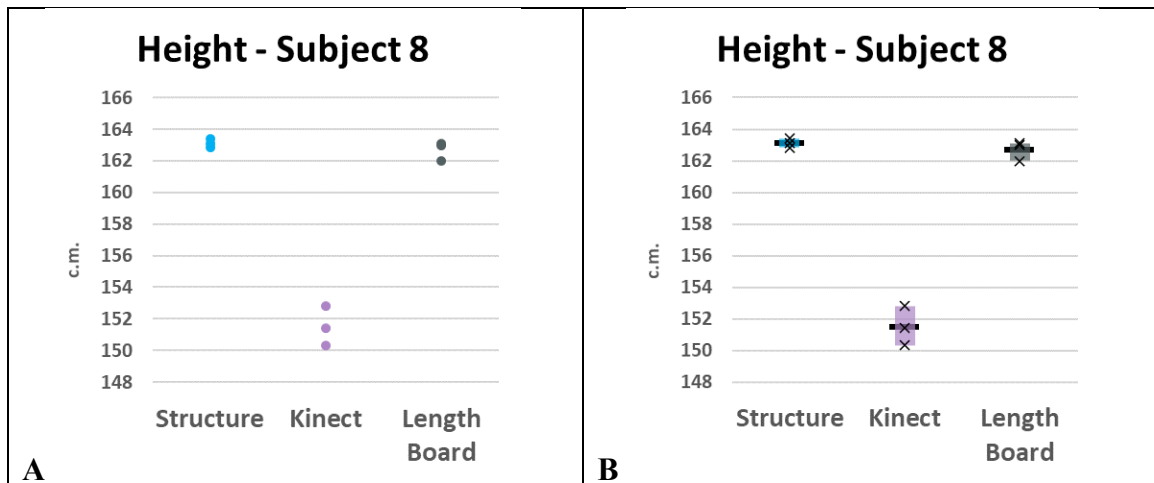 Height - Subject 8
166
164
162
160
158
156
154
152
150
148
c.m.
Structure Kinect Length
Board
A
Height - Subject 8
166
164
162
160
158
156
154
152
150
148
c.m.
Structure Kinect Length
Board
B